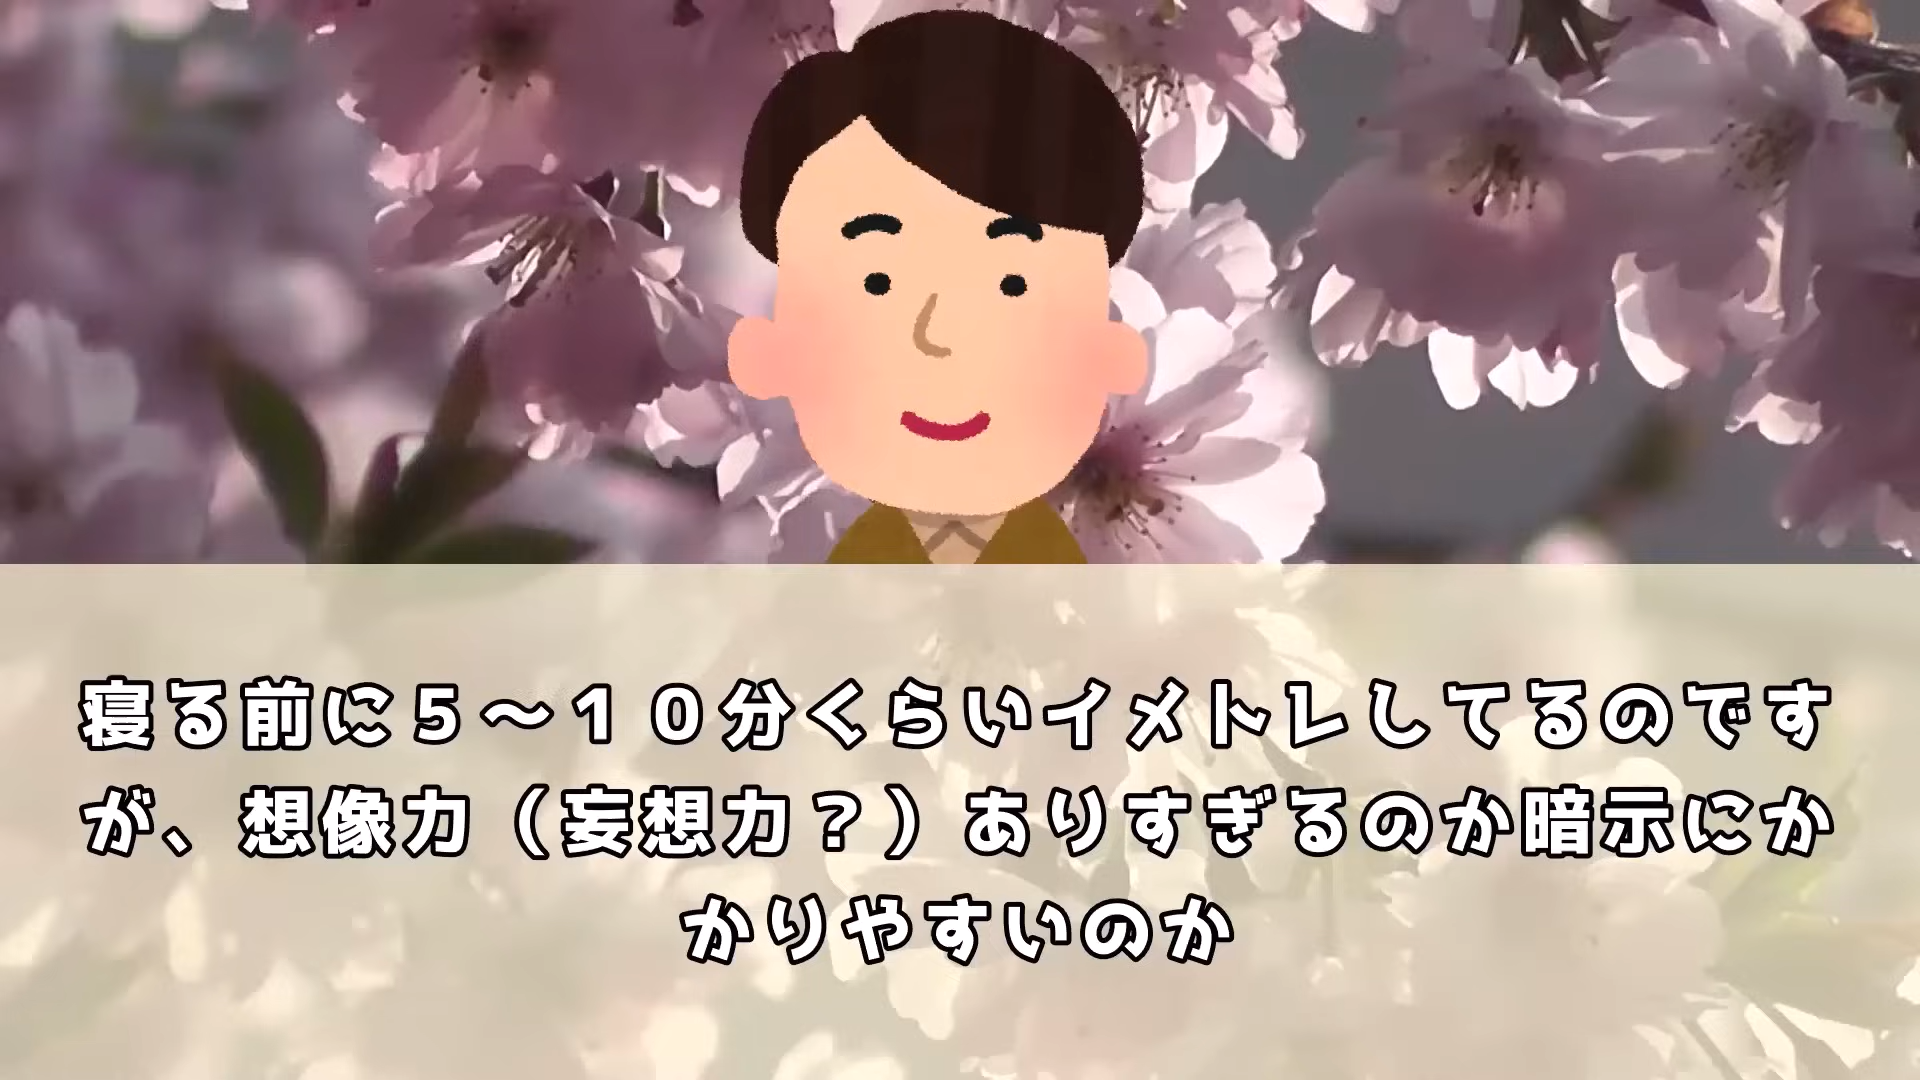 寝る前に５～１０分くらいイメトレしてるのです
が、想像力（妄想力？）ありすぎるのか暗示にか
かりやすいのか